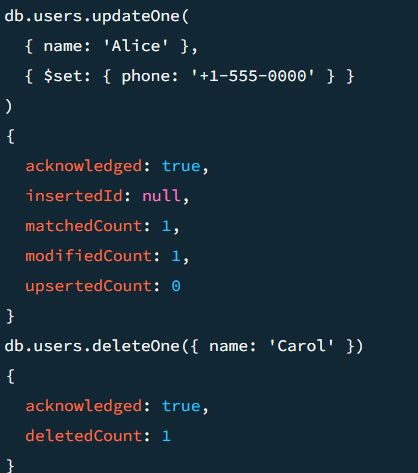 db.users.updateOne(
  { name: 'Alice' },
  { $set: { phone: '+1-555-0000' } }
)
{
  acknowledged: true,
  insertedId: null,
  matchedCount: 1,
  modifiedCount: 1,
  upsertedCount: 0
}
db.users.deleteOne({ name: 'Carol' })
{
  acknowledged: true,
  deletedCount: 1
}